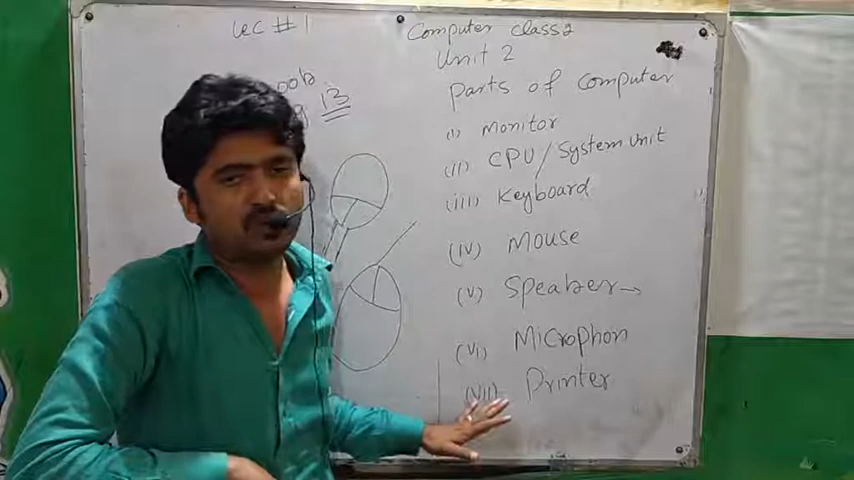 Lec #1
Computer Class 2
Unit 2
Parts of Computer
13
(i) Monitor
(ii) CPU / System Unit
(iii) Keyboard
(iv) Mouse
(v) Speaker →
(vi) Microphon
(vii) Printer